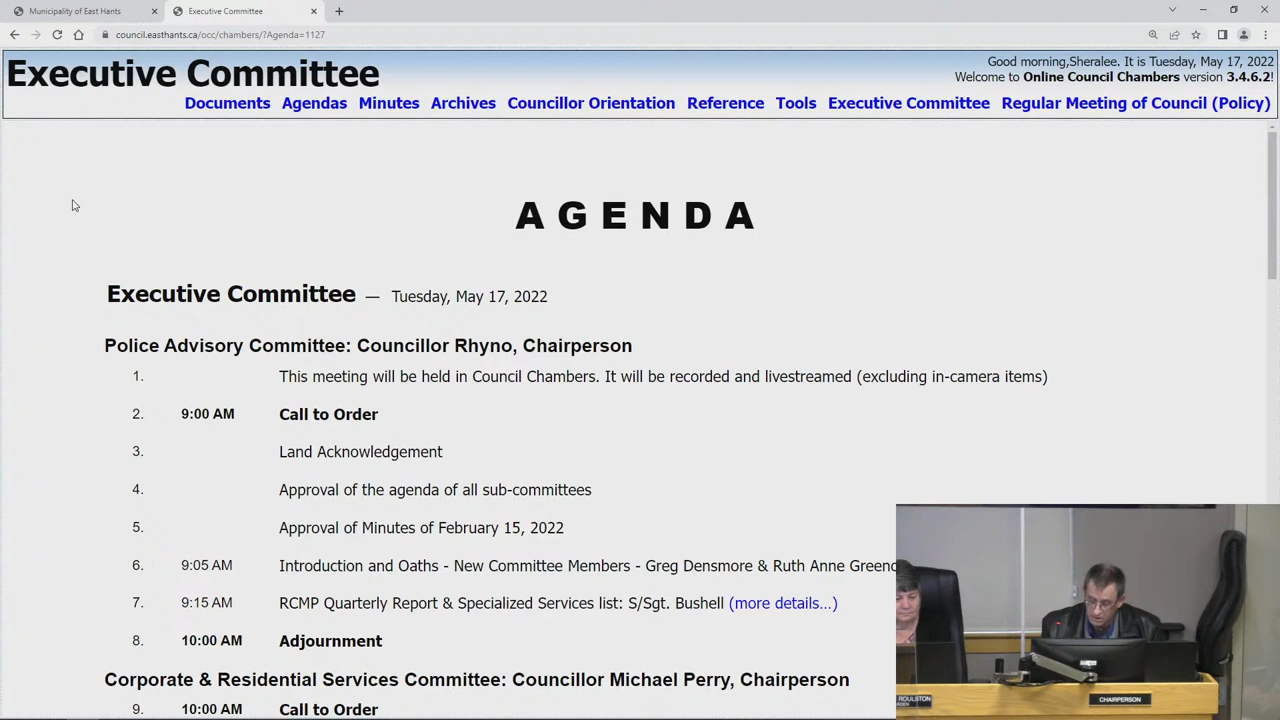 Municipality of East Hants
Executive Committee
council.easthants.ca/occ/chambers/?Agenda=1127
Executive Committee
Good morning,Sheralee. It is Tuesday, May 17, 2022
Welcome to Online Council Chambers version 3.4.6.2!
Documents Agendas Minutes Archives Councillor Orientation Reference Tools Executive Committee Regular Meeting of Council (Policy)
AGENDA
Executive Committee — Tuesday, May 17, 2022
Police Advisory Committee: Councillor Rhyno, Chairperson
1. This meeting will be held in Council Chambers. It will be recorded and livestreamed (excluding in-camera items)
2. 9:00 AM Call to Order
3. Land Acknowledgement
4. Approval of the agenda of all sub-committees
5. Approval of Minutes of February 15, 2022
6. 9:05 AM Introduction and Oaths - New Committee Members - Greg Densmore & Ruth Anne
7. 9:15 AM RCMP Quarterly Report & Specialized Services list: S/Sgt. Bushell (more details...)
8. 10:00 AM Adjournment
Corporate & Residential Services Committee: Councillor Michael Perry, Chairperson
9. 10:00 AM Call to Order
ROULSTON
CHAIRPERSON